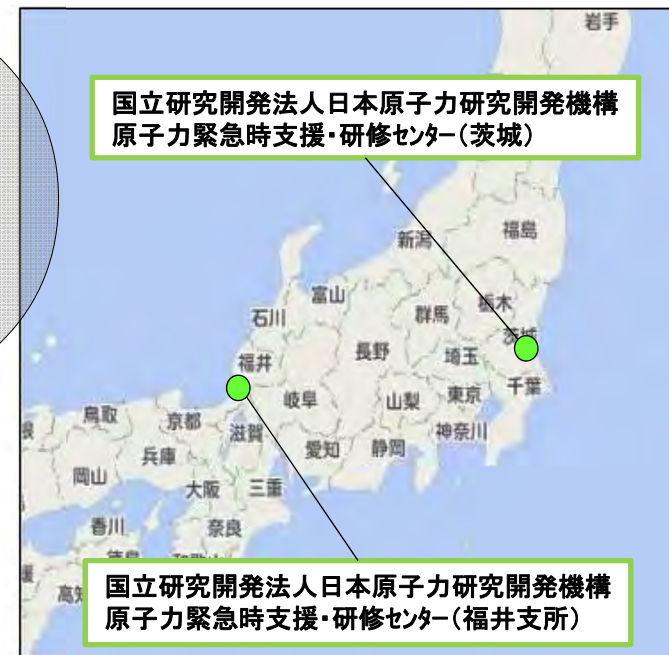 岩手
国立研究開発法人日本原子力研究開発機構
原子力緊急時支援・研修センター（茨城）
新潟
福島
富山
石川
群馬
栃木
茨城
長野
埼玉
福井
岐阜
山梨
東京
千葉
鳥取
京都
滋賀
神奈川
兵庫
愛知
静岡
岡山
大阪
三重
香川
奈良
国立研究開発法人日本原子力研究開発機構
原子力緊急時支援・研修センター（福井支所）